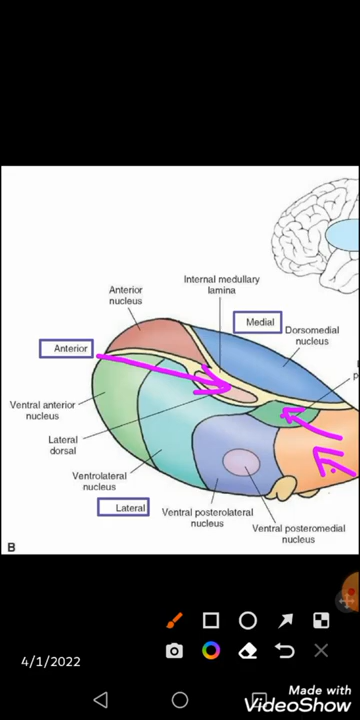 Internal medullary
lamina
Anterior
nucleus
Medial
Dorsomedial
nucleus
Anterior
Ventral anterior
nucleus
Lateral
dorsal
Ventrolateral
nucleus
Lateral
Ventral posterolateral
nucleus
Ventral posteromedial
nucleus
B
4/1/2022
Made with
VideoShow